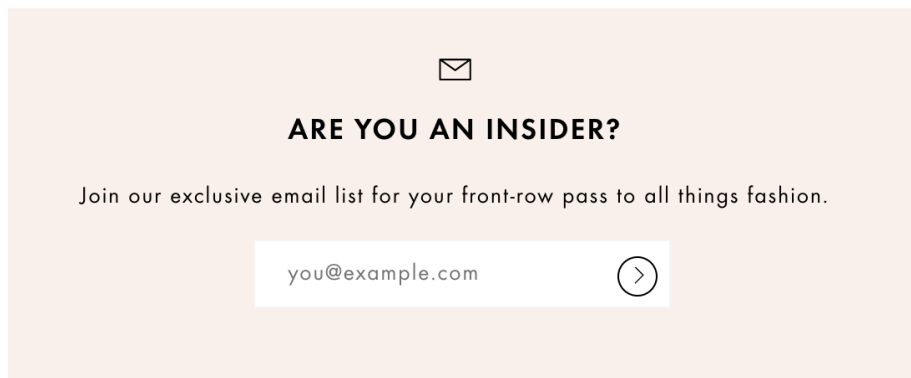 ARE YOU AN INSIDER?
Join our exclusive email list for your front-row pass to all things fashion.
you@example.com